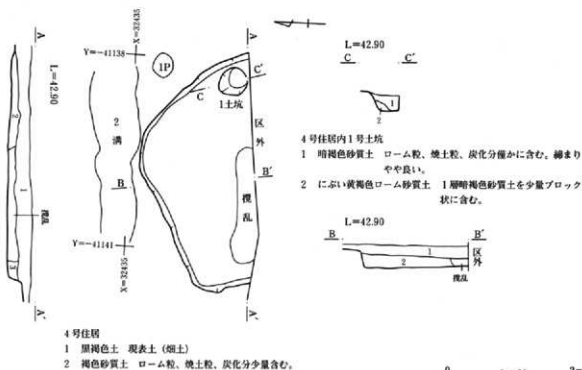 A
L=42.90
2
1
攪乱
3
A'
Y=-41138
X=32435
2
溝
B
Y=-41141
X=32435
1P
A
C'
C
1土坑
区
外
B'
攪
乱
A'
L=42.90
C
C'
1
2
4号住居内1号土坑
1 暗褐色砂質土 ローム粒、焼土粒、炭化分僅かに含む。締まり
やや良い。
2 にぶい黄褐色ローム砂質土 1層暗褐色砂質土を少量ブロック
状に含む。
L=42.90
B
B'
1
2
区
外
攪乱
4号住居
1 黒褐色土 現表土(畑土)
2 褐色砂質土 ローム粒、焼土粒、炭化分少量含む。